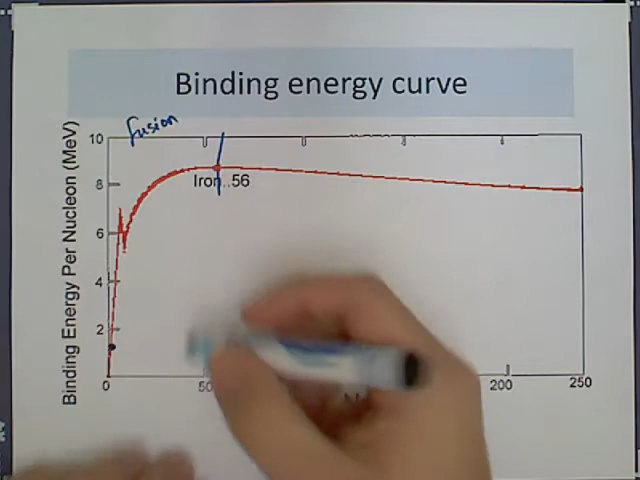 Binding energy curve
fusion
Binding Energy Per Nucleon (MeV)
10
8
6
4
2
Iron..56
0
50
200
250